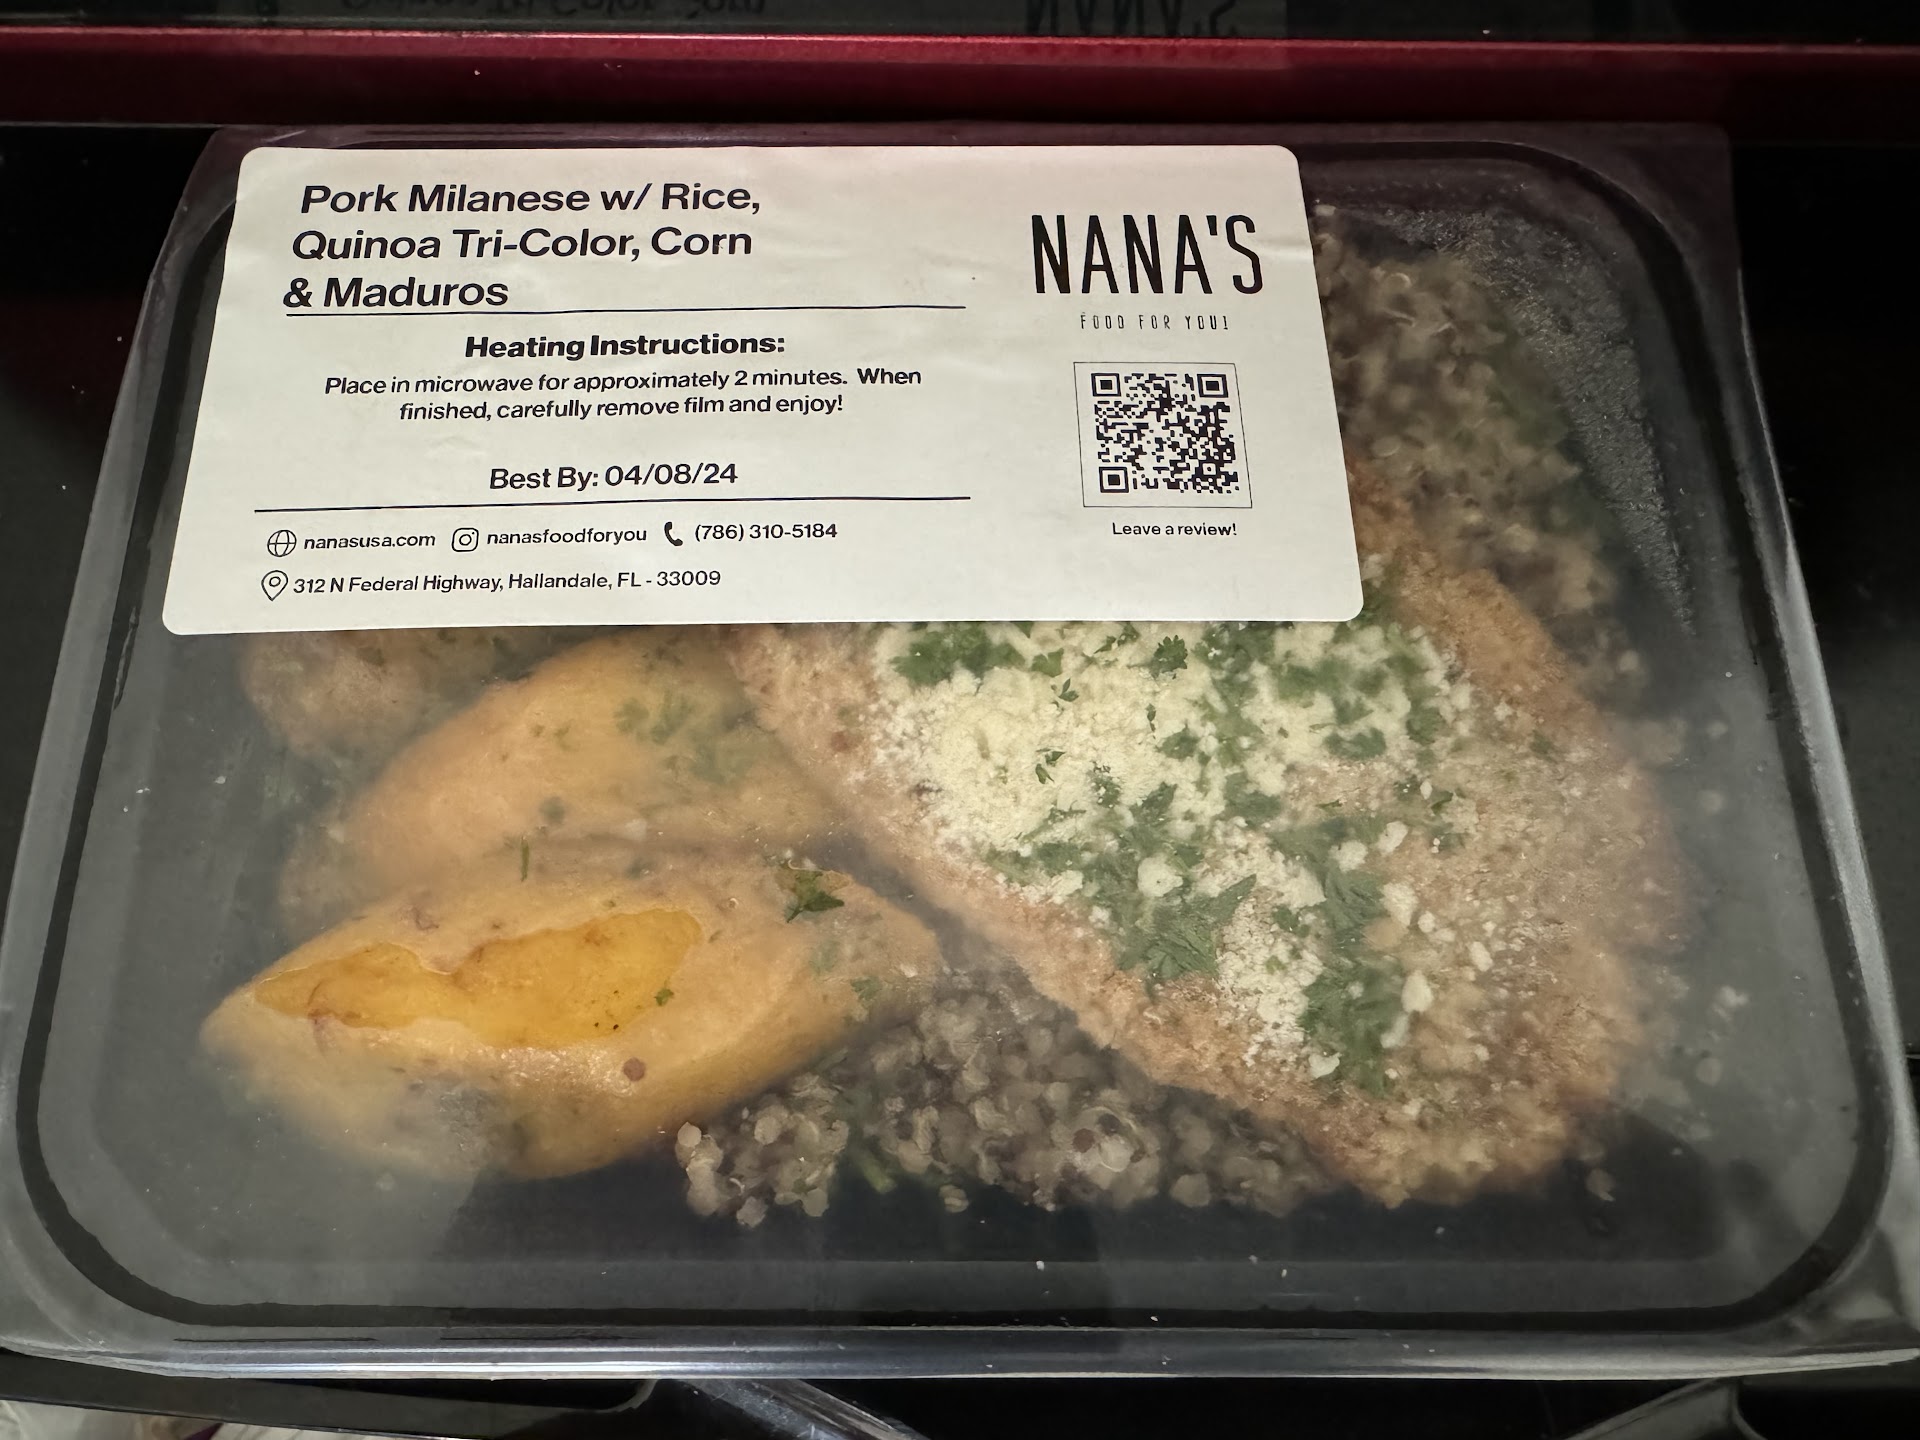 Pork Milanese w/ Rice,
Quinoa Tri-Color, Corn
& Maduros
Heating Instructions:
Place in microwave for approximately 2 minutes. When
finished, carefully remove film and enjoy!
Best By: 04/08/24
nanasusa.com nanasfoodforyou (786) 310-5184
312 N Federal Highway, Hallandale, FL - 33009
NANA'S
FOOD FOR YOU!
Leave a review!